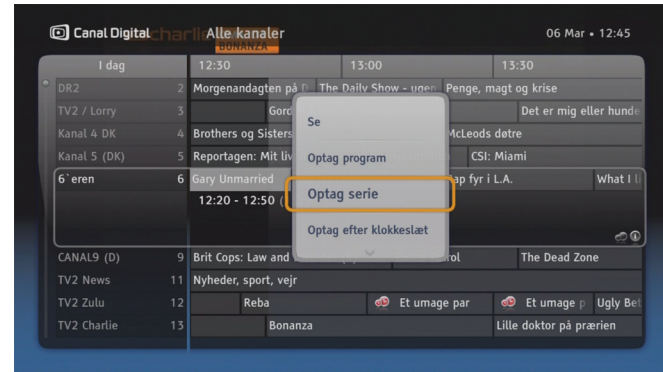 Canal Digital
charlie
Alle kanaler
BONANZA
06 Mar • 12:45
I dag 12:30 13:00 13:30
DR2 2 Morgenandagten på D The Daily Show - ugen Penge, magt og krise
TV2 / Lorry 3 Gord Det er mig eller hunde
Kanal 4 DK 4 Brothers og Sisters McLeods døtre
Kanal 5 (DK) 5 Reportagen: Mit liv CSI: Miami
6`eren 6 Gary Unmarried ap fyr i L.A. What I li
12:20 - 12:50 (
Se
Optag program
Optag serie
Optag efter klokkeslæt
CANAL9 (D) 9 Brit Cops: Law and rol The Dead Zone
TV2 News 11 Nyheder, sport, vejr
TV2 Zulu 12 Reba Et umage par Et umage p Ugly Bet
TV2 Charlie 13 Bonanza Lille doktor på prærien